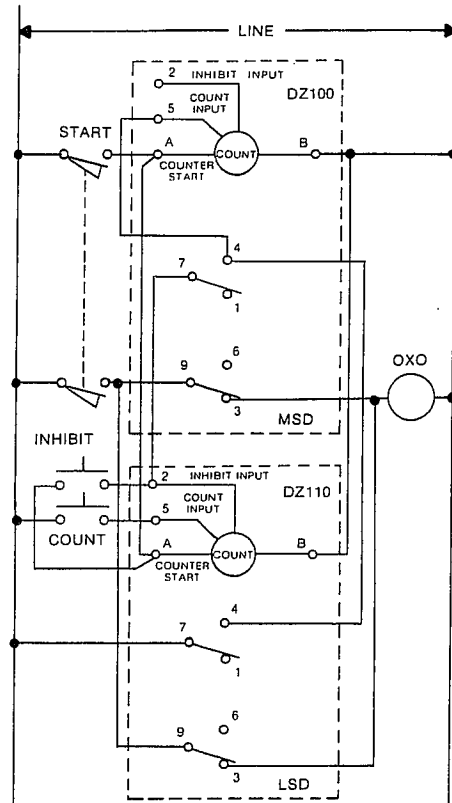 LINE
2 INHIBIT INPUT DZ100
COUNT
INPUT
5
START
A COUNT B
COUNTER
START
4
7
1
6
9
3
OXO
MSD
INHIBIT
2 INHIBIT INPUT DZ110
COUNT
INPUT
5
COUNT
A COUNT B
COUNTER
START
4
7
1
6
9
3
LSD